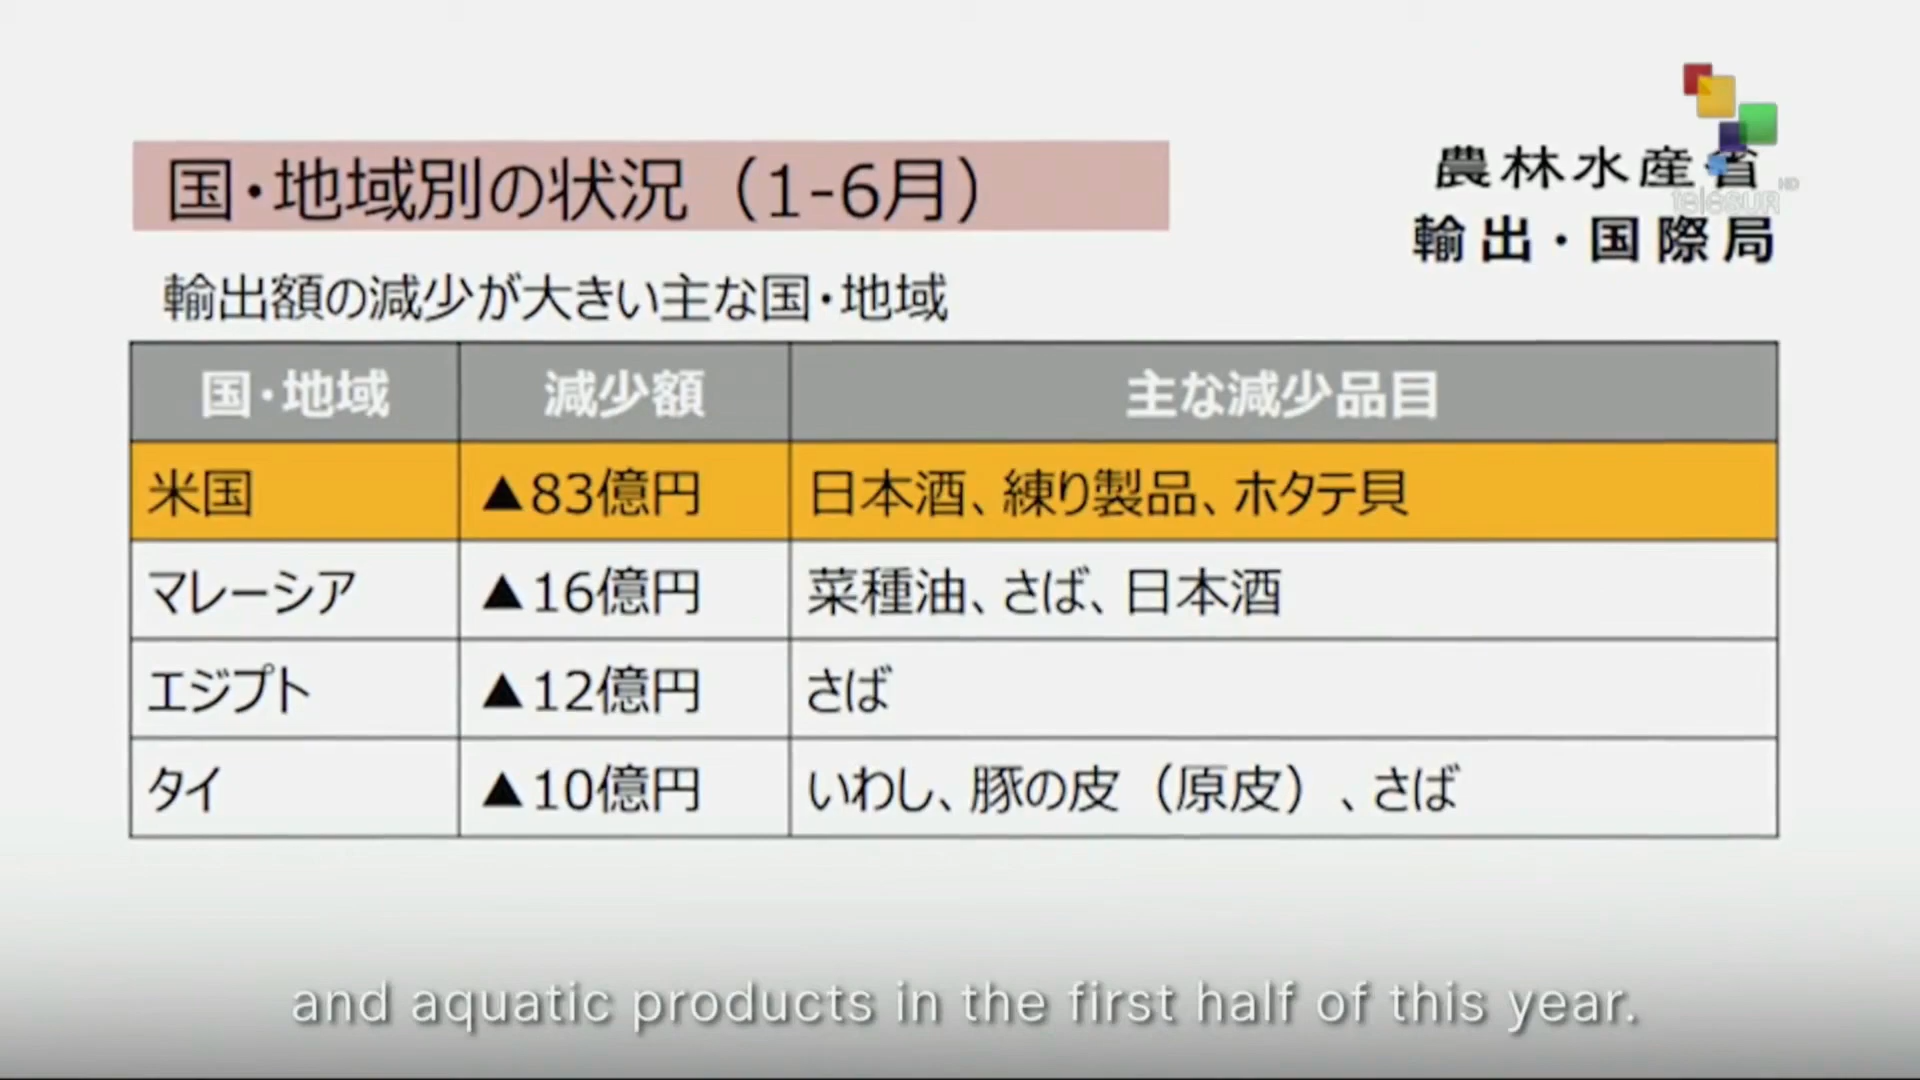 国・地域別の状況（1-6月）
農林水産省
輸出・国際局
teleSUR HD
輸出額の減少が大きい主な国・地域
国・地域 減少額 主な減少品目
米国 ▲83億円 日本酒、練り製品、ホタテ貝
マレーシア ▲16億円 菜種油、さば、日本酒
エジプト ▲12億円 さば
タイ ▲10億円 いわし、豚の皮（原皮）、さば
and aquatic products in the first half of this year.